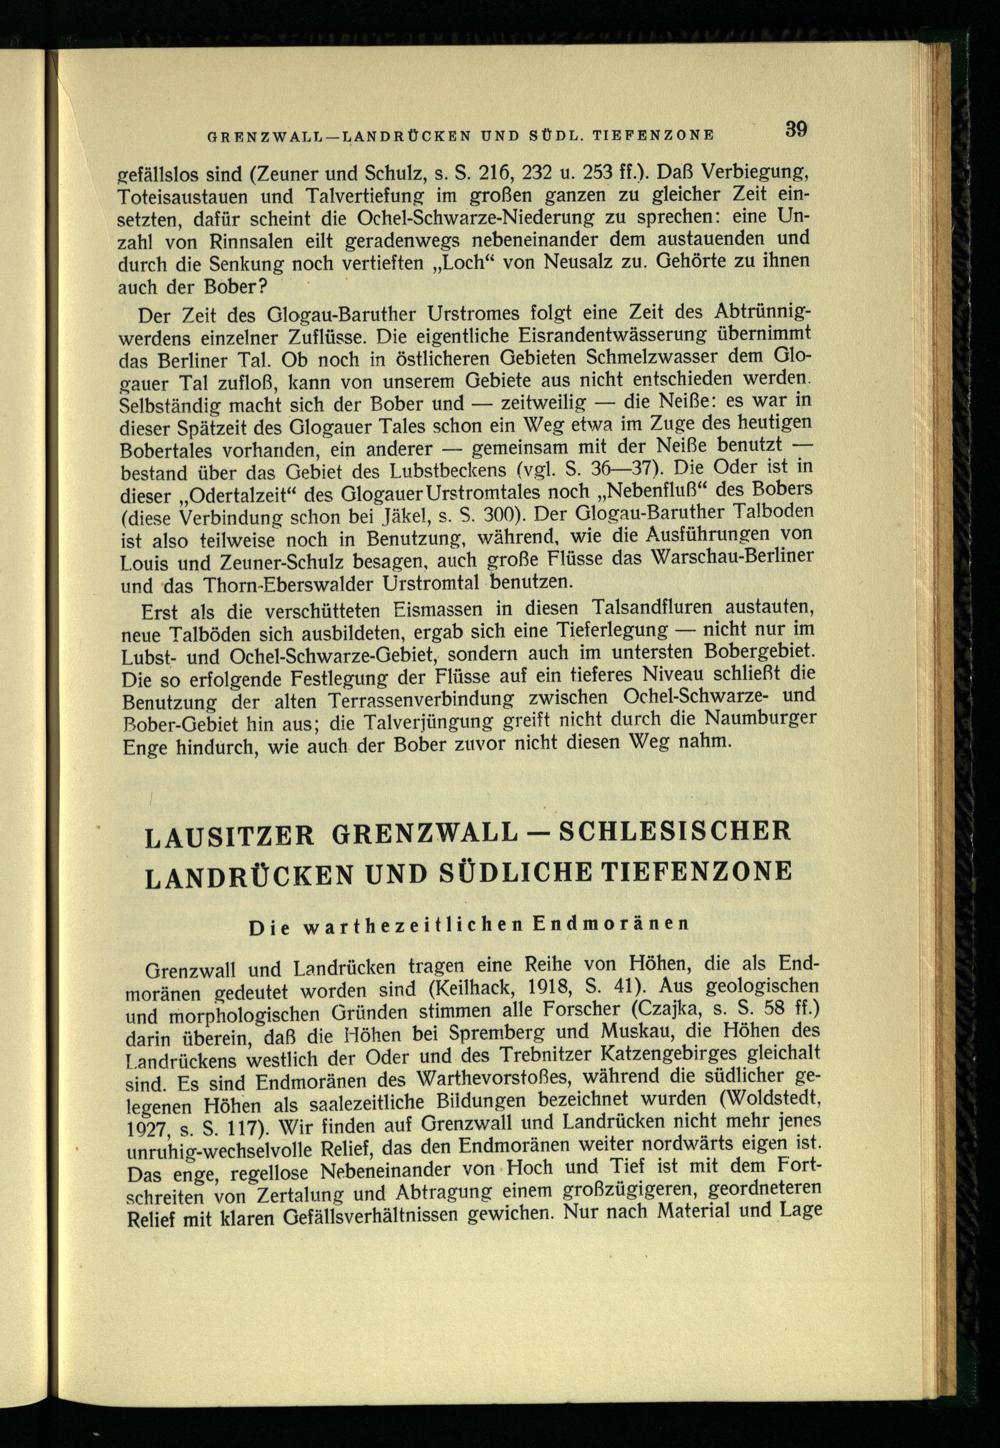 GRENZWALL—LANDRÜCKEN UND SÜDL. TIEFENZONE 39
gefällslos sind (Zeuner und Schulz, s. S. 216, 232 u. 253 ff.). Daß Verbiegung,
Toteisaustauen und Talvertiefung im großen ganzen zu gleicher Zeit ein-
setzten, dafür scheint die Ochel-Schwarze-Niederung zu sprechen: eine Un-
zahl von Rinnsalen eilt geradenwegs nebeneinander dem austauenden und
durch die Senkung noch vertieften „Loch“ von Neusalz zu. Gehörte zu ihnen
auch der Bober?
Der Zeit des Glogau-Baruther Urstromes folgt eine Zeit des Abtrünnig-
werdens einzelner Zuflüsse. Die eigentliche Eisrandentwässerung übernimmt
das Berliner Tal. Ob noch in östlicheren Gebieten Schmelzwasser dem Glo-
gauer Tal zufloß, kann von unserem Gebiete aus nicht entschieden werden.
Selbständig macht sich der Bober und — zeitweilig — die Neiße: es war in
dieser Spätzeit des Glogauer Tales schon ein Weg etwa im Zuge des heutigen
Bobertales vorhanden, ein anderer — gemeinsam mit der Neiße benutzt —
bestand über das Gebiet des Lubstbeckens (vgl. S. 36—37). Die Oder ist in
dieser „Odertalzeit“ des Glogauer Urstromtales noch „Nebenfluß“ des Bobers
(diese Verbindung schon bei Jäkel, s. S. 300). Der Glogau-Baruther Talboden
ist also teilweise noch in Benutzung, während, wie die Ausführungen von
Louis und Zeuner-Schulz besagen, auch große Flüsse das Warschau-Berliner
und das Thorn-Eberswalder Urstromtal benutzen.
Erst als die verschütteten Eismassen in diesen Talsandfluren austauten,
neue Talböden sich ausbildeten, ergab sich eine Tieferlegung — nicht nur im
Lubst- und Ochel-Schwarze-Gebiet, sondern auch im untersten Bobergebiet.
Die so erfolgende Festlegung der Flüsse auf ein tieferes Niveau schließt die
Benutzung der alten Terrassenverbindung zwischen Ochel-Schwarze- und
Bober-Gebiet hin aus; die Talverjüngung greift nicht durch die Naumburger
Enge hindurch, wie auch der Bober zuvor nicht diesen Weg nahm.
LAUSITZER GRENZWALL — SCHLESISCHER
LANDRÜCKEN UND SÜDLICHE TIEFENZONE
Die warthezeitlichen Endmoränen
Grenzwall und Landrücken tragen eine Reihe von Höhen, die als End-
moränen gedeutet worden sind (Keilhack, 1918, S. 41). Aus geologischen
und morphologischen Gründen stimmen alle Forscher (Czajka, s. S. 58 ff.)
darin überein, daß die Höhen bei Spremberg und Muskau, die Höhen des
Landrückens westlich der Oder und des Trebnitzer Katzengebirges gleichalt
sind. Es sind Endmoränen des Warthevorstoßes, während die südlicher ge-
legenen Höhen als saalezeitliche Bildungen bezeichnet wurden (Woldstedt,
1927, s. S. 117). Wir finden auf Grenzwall und Landrücken nicht mehr jenes
unruhig-wechselvolle Relief, das den Endmoränen weiter nordwärts eigen ist.
Das enge, regellose Nebeneinander von Hoch und Tief ist mit dem Fort-
schreiten von Zertalung und Abtragung einem großzügigeren, geordneteren
Relief mit klaren Gefällsverhältnissen gewichen. Nur nach Material und Lage